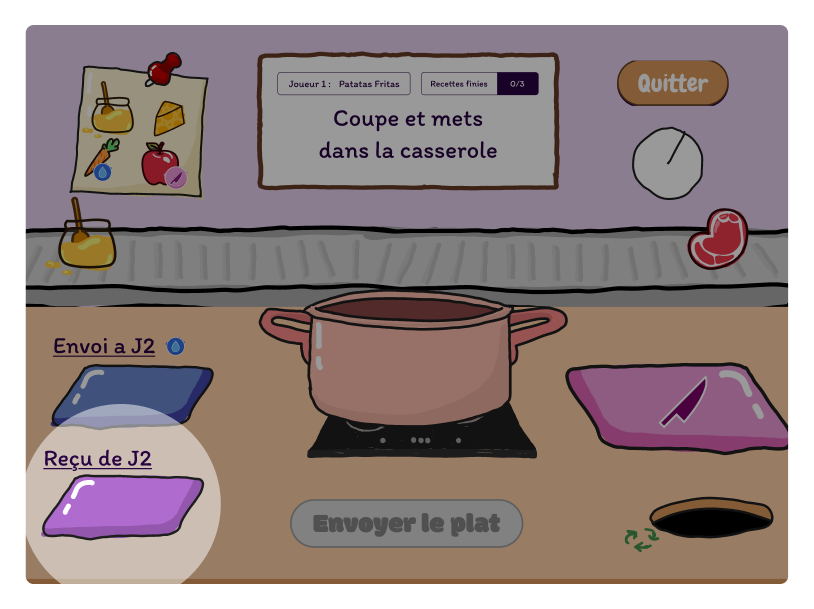 Joueur 1 : Patatas Fritas
Recettes finies 0/3
Quitter
Coupe et mets
dans la casserole
Envoi a J2
Reçu de J2
Envoyer le plat